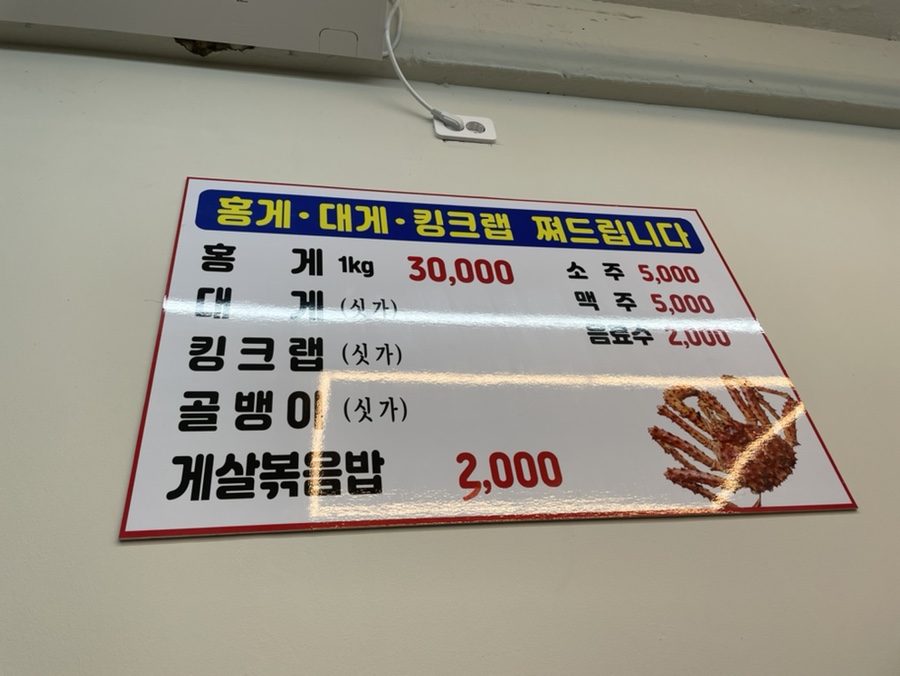 홍게·대게·킹크랩 쪄드립니다
홍 게 1kg 30,000
대 게 (싯가)
킹크랩 (싯가)
골뱅이 (싯가)
게살볶음밥 3,000
소 주 5,000
맥 주 5,000
음료수 2,000